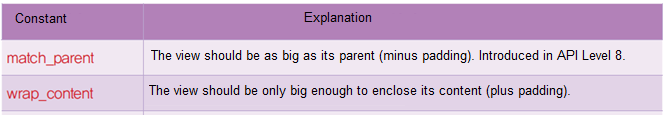 Constant Explanation
match_parent The view should be as big as its parent (minus padding). Introduced in API Level 8.
wrap_content The view should be only big enough to enclose its content (plus padding).